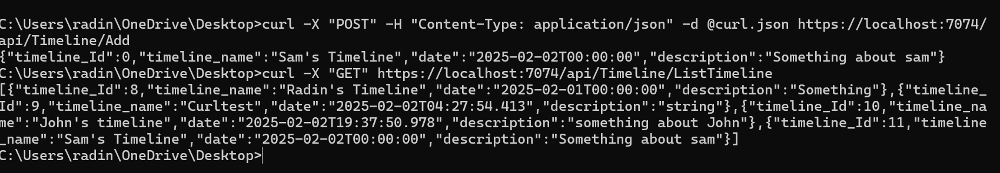 C:\Users\radin\OneDrive\Desktop>curl -X "POST" -H "Content-Type: application/json" -d @curl.json https://localhost:7074/
api/Timeline/Add
{"timeline_Id":0,"timeline_name":"Sam's Timeline","date":"2025-02-02T00:00:00","description":"Something about sam"}
C:\Users\radin\OneDrive\Desktop>curl -X "GET" https://localhost:7074/api/Timeline/ListTimeline
[{"timeline_Id":8,"timeline_name":"Radin's Timeline","date":"2025-02-01T00:00:00","description":"Something"},{"timeline_
Id":9,"timeline_name":"Curltest","date":"2025-02-02T04:27:54.413","description":"string"},{"timeline_Id":10,"timeline_na
me":"John's timeline","date":"2025-02-02T19:37:50.978","description":"something about John"},{"timeline_Id":11,"timeline
_name":"Sam's Timeline","date":"2025-02-02T00:00:00","description":"Something about sam"}]
C:\Users\radin\OneDrive\Desktop>